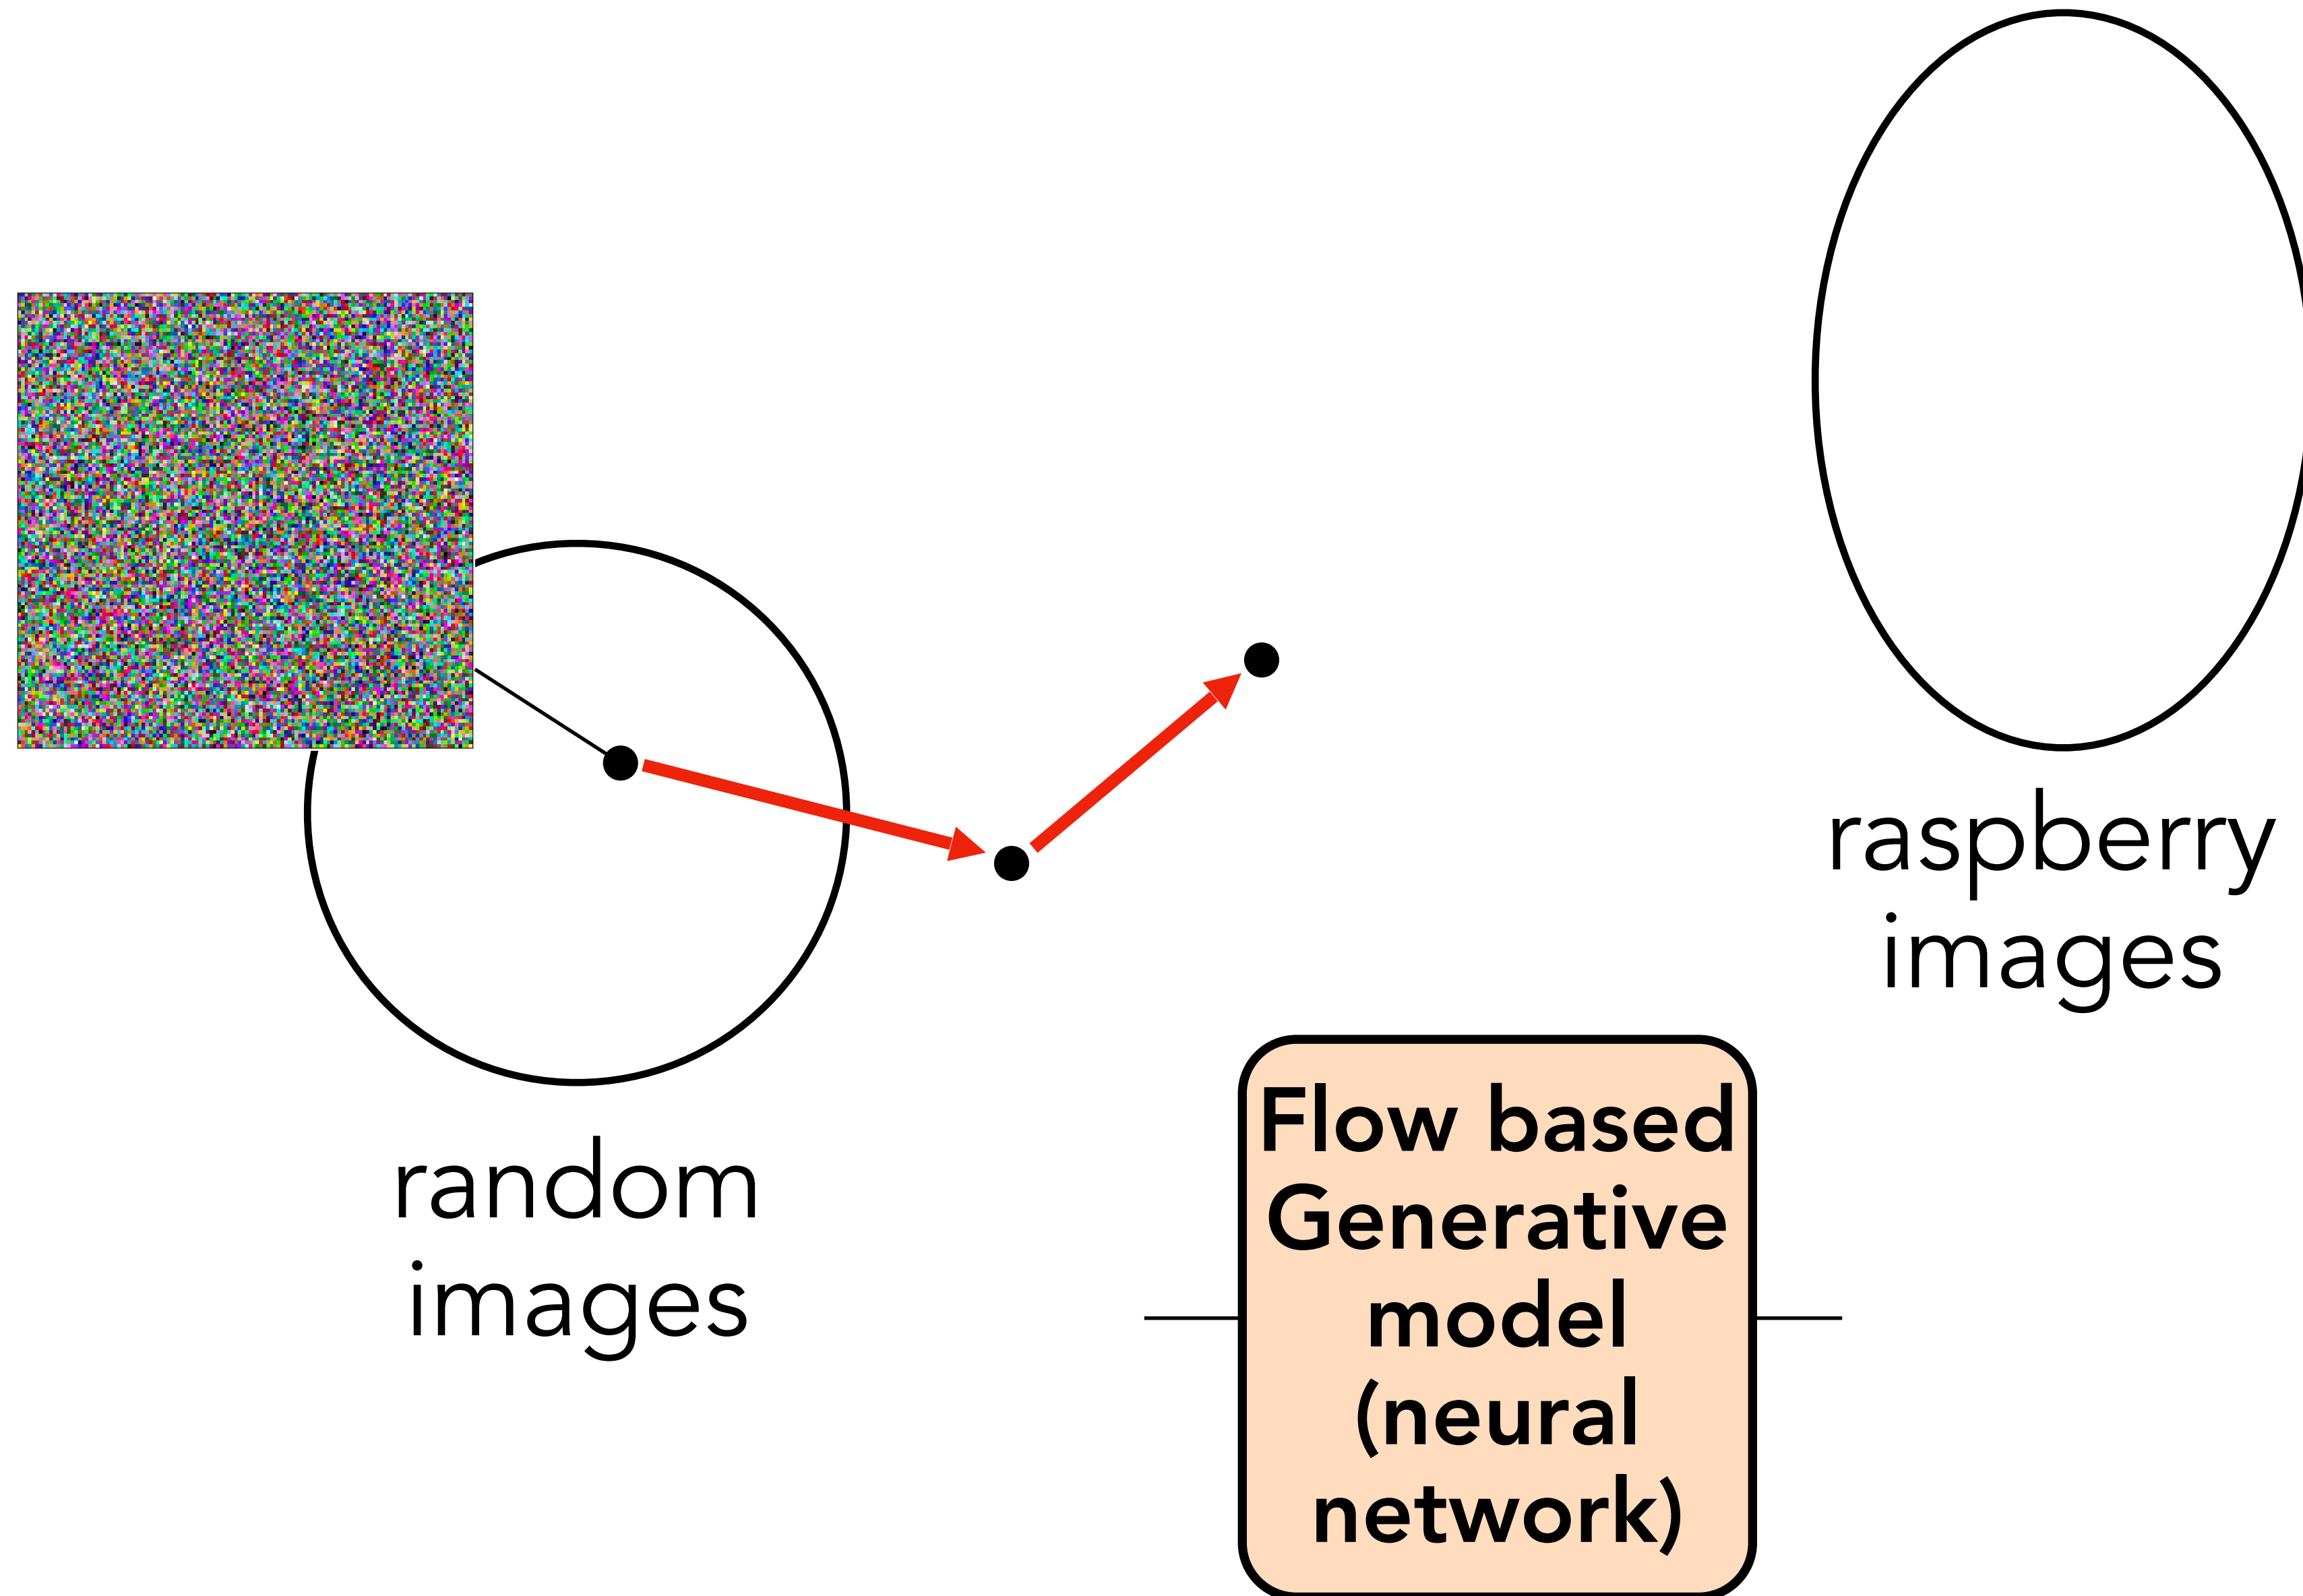 raspberry
images
random
images
Flow based
Generative
model
(neural
network)